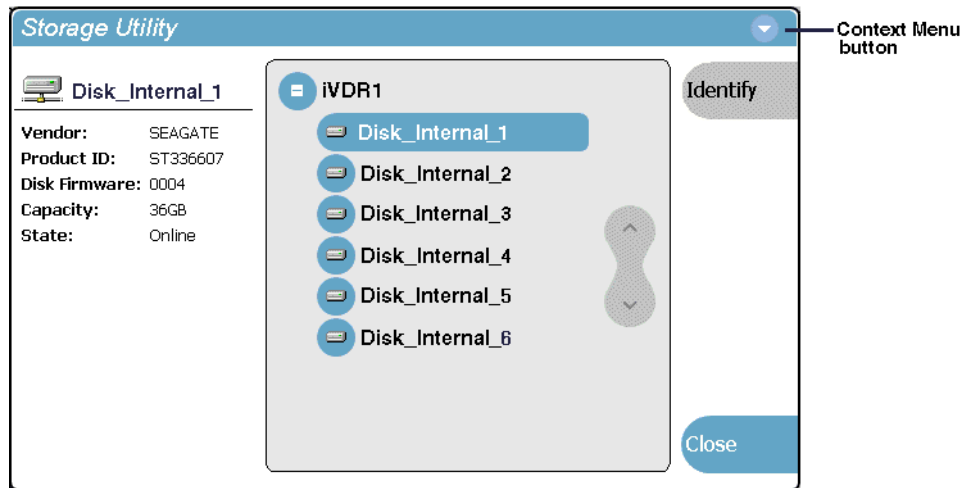 Storage Utility
Context Menu
button
Disk_Internal_1
Vendor: SEAGATE
Product ID: ST336607
Disk Firmware: 0004
Capacity: 36GB
State: Online
iVDR1
Disk_Internal_1
Disk_Internal_2
Disk_Internal_3
Disk_Internal_4
Disk_Internal_5
Disk_Internal_6
Identify
Close